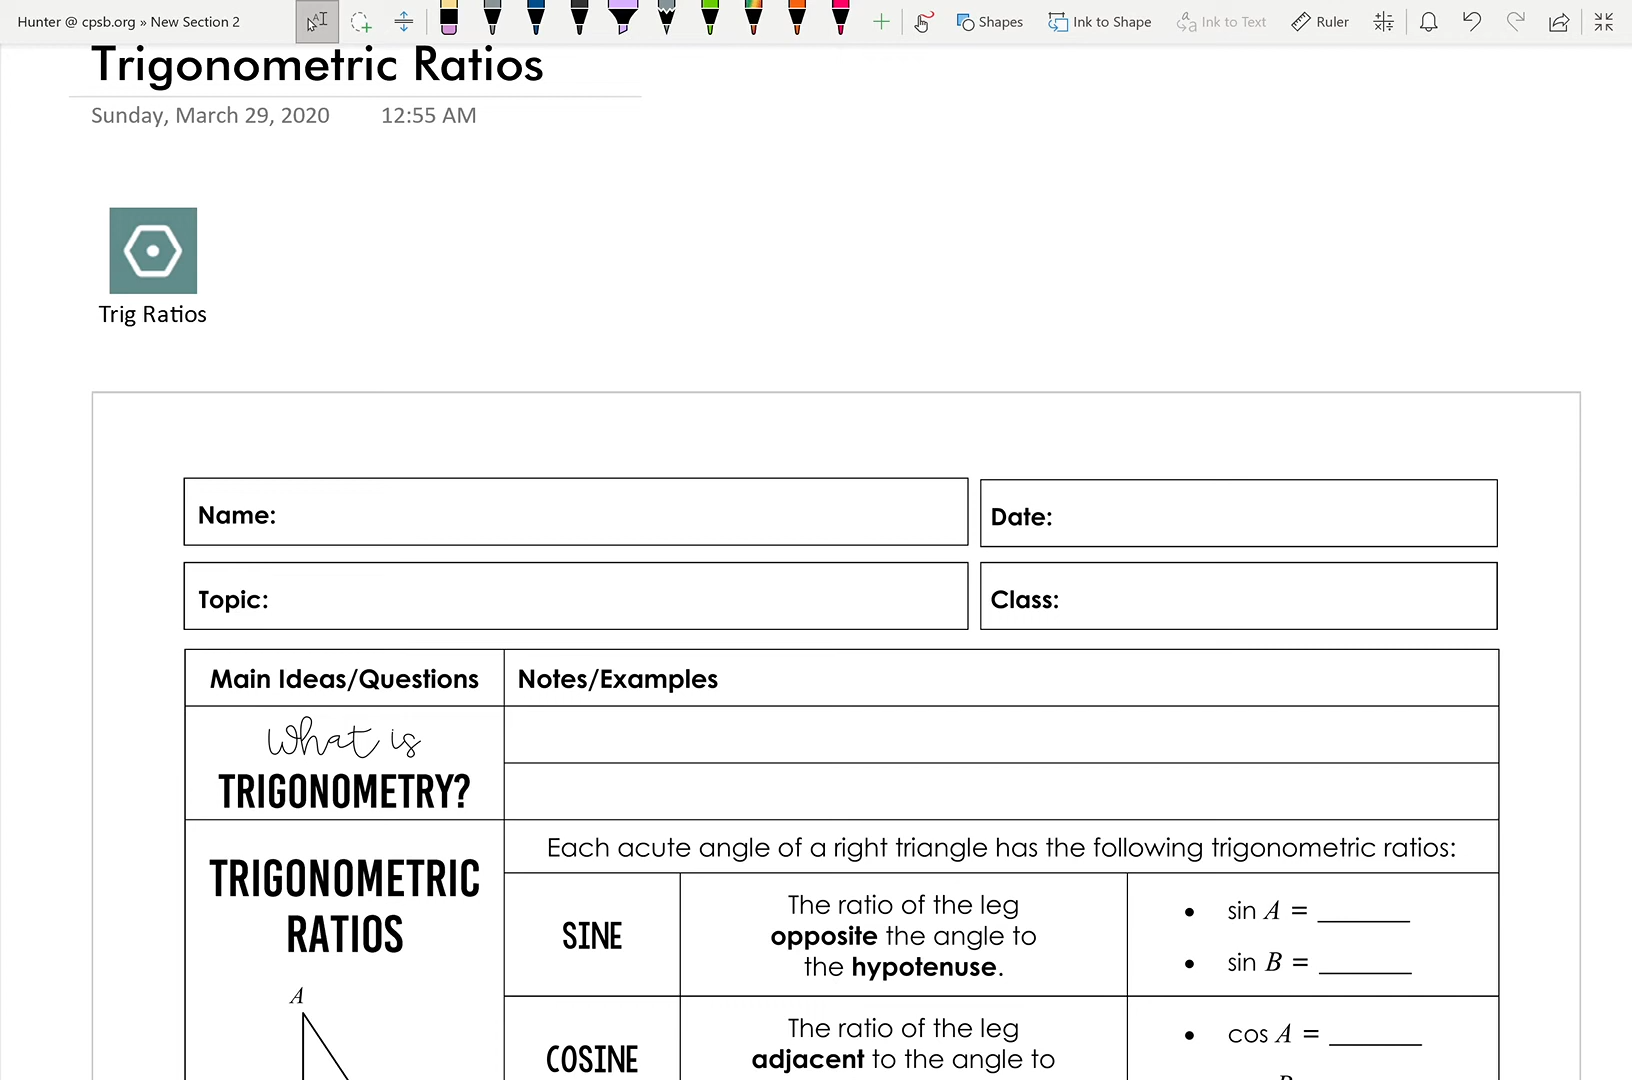 Hunter @ cpsb.org » New Section 2
Shapes
Ink to Shape
Ink to Text
Ruler
Trigonometric Ratios
Sunday, March 29, 2020 12:55 AM
Trig Ratios
Name:
Date:
Topic:
Class:
Main Ideas/Questions
Notes/Examples
What is
TRIGONOMETRY?
TRIGONOMETRIC
RATIOS
A
Each acute angle of a right triangle has the following trigonometric ratios:
SINE
The ratio of the leg
opposite the angle to
the hypotenuse.
• sin A = ______
• sin B = ______
COSINE
The ratio of the leg
adjacent to the angle to
• cos A = ______